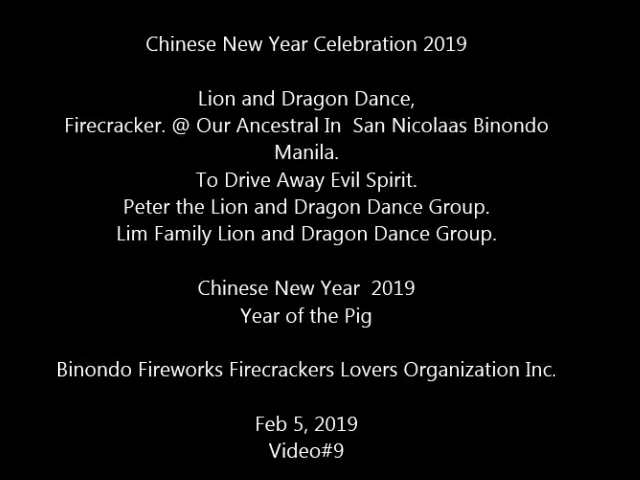 Chinese New Year Celebration 2019
Lion and Dragon Dance,
Firecracker. @ Our Ancestral In  San Nicolaas Binondo
Manila.
To Drive Away Evil Spirit.
Peter the Lion and Dragon Dance Group.
Lim Family Lion and Dragon Dance Group.
Chinese New Year  2019
Year of the Pig
Binondo Fireworks Firecrackers Lovers Organization Inc.
Feb 5, 2019
Video#9